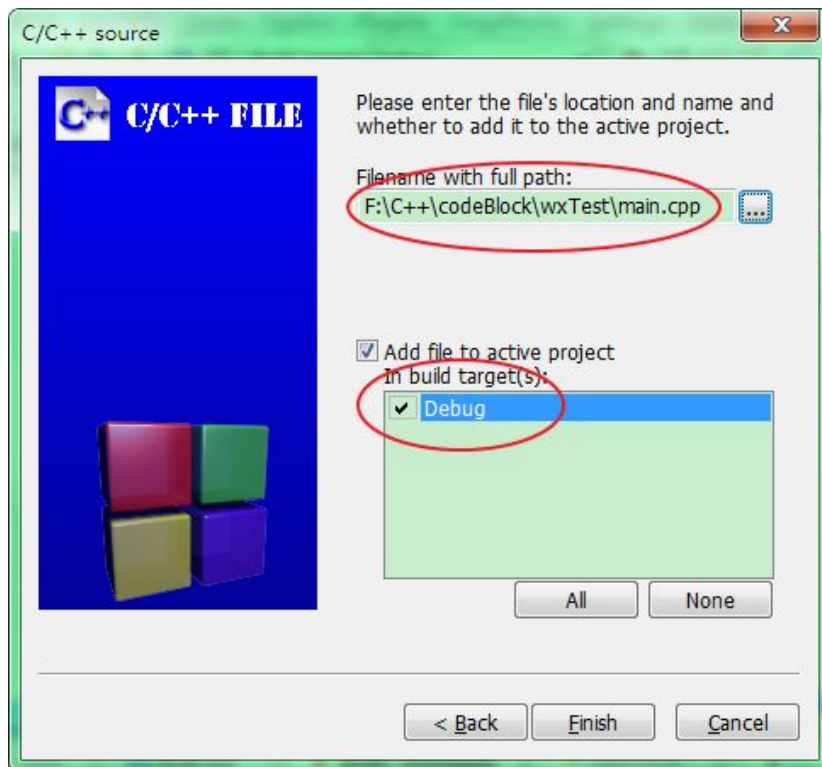 C/C++ source
C++ C/C++ FILE
Please enter the file's location and name and
whether to add it to the active project.
Filename with full path:
F:\C++\codeBlock\wxTest\main.cpp
...
Add file to active project
In build target(s):
Debug
All None
< Back Finish Cancel